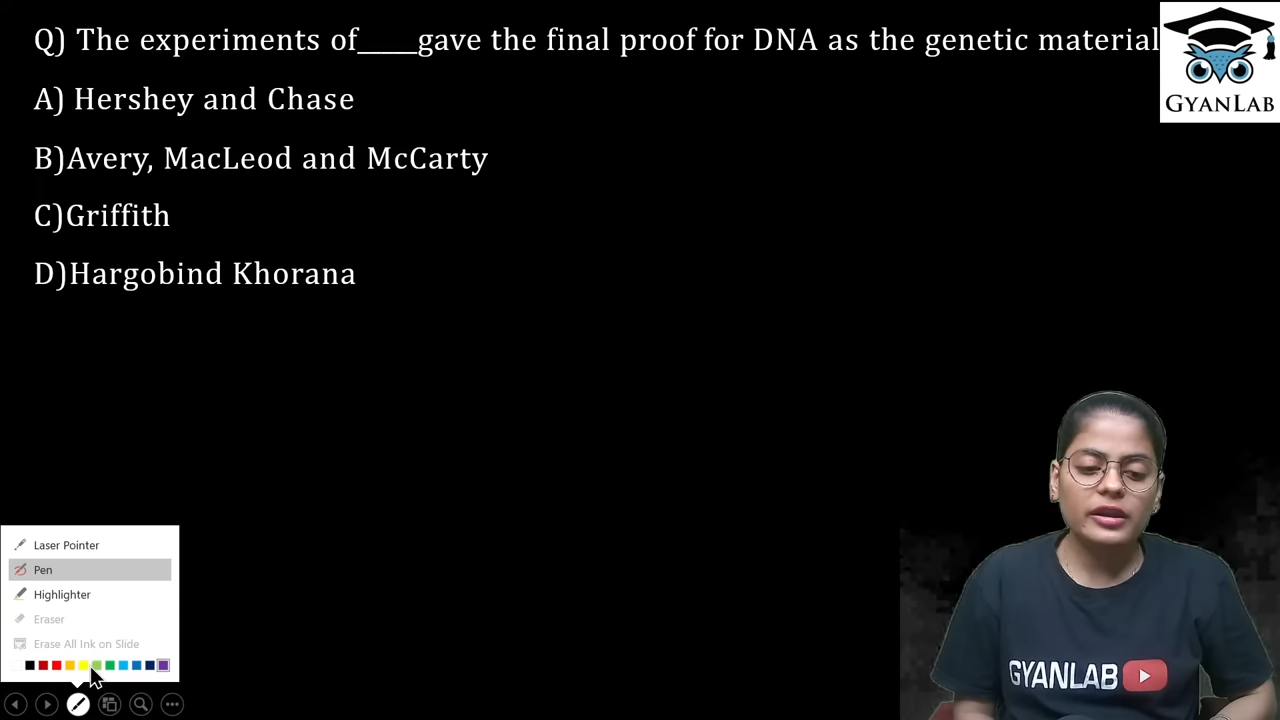 Q) The experiments of_____gave the final proof for DNA as the genetic material
A) Hershey and Chase
B)Avery, MacLeod and McCarty
C)Griffith
D)Hargobind Khorana
GYANLAB
Laser Pointer
Pen
Highlighter
Eraser
Erase All Ink on Slide
GYANLAB